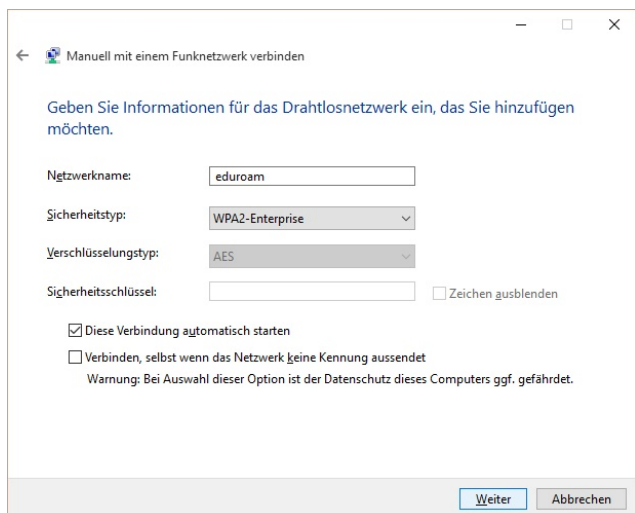 Manuell mit einem Funknetzwerk verbinden
Geben Sie Informationen für das Drahtlosnetzwerk ein, das Sie hinzufügen
möchten.
Netzwerkname: eduroam
Sicherheitstyp: WPA2-Enterprise
Verschlüsselungstyp: AES
Sicherheitsschlüssel: Zeichen ausblenden
Diese Verbindung automatisch starten
Verbinden, selbst wenn das Netzwerk keine Kennung aussendet
Warnung: Bei Auswahl dieser Option ist der Datenschutz dieses Computers ggf. gefährdet.
Weiter Abbrechen